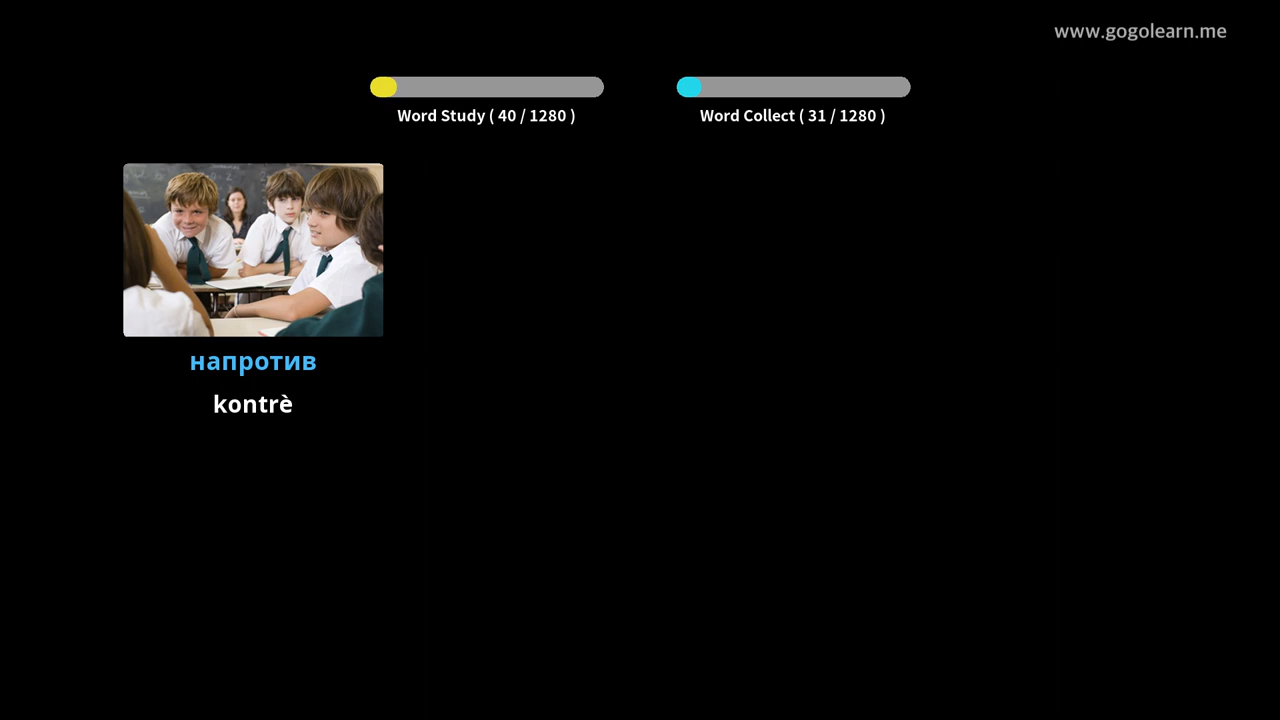 www.gogolearn.me
Word Study ( 40 / 1280 )
Word Collect ( 31 / 1280 )
напротив
kontrè